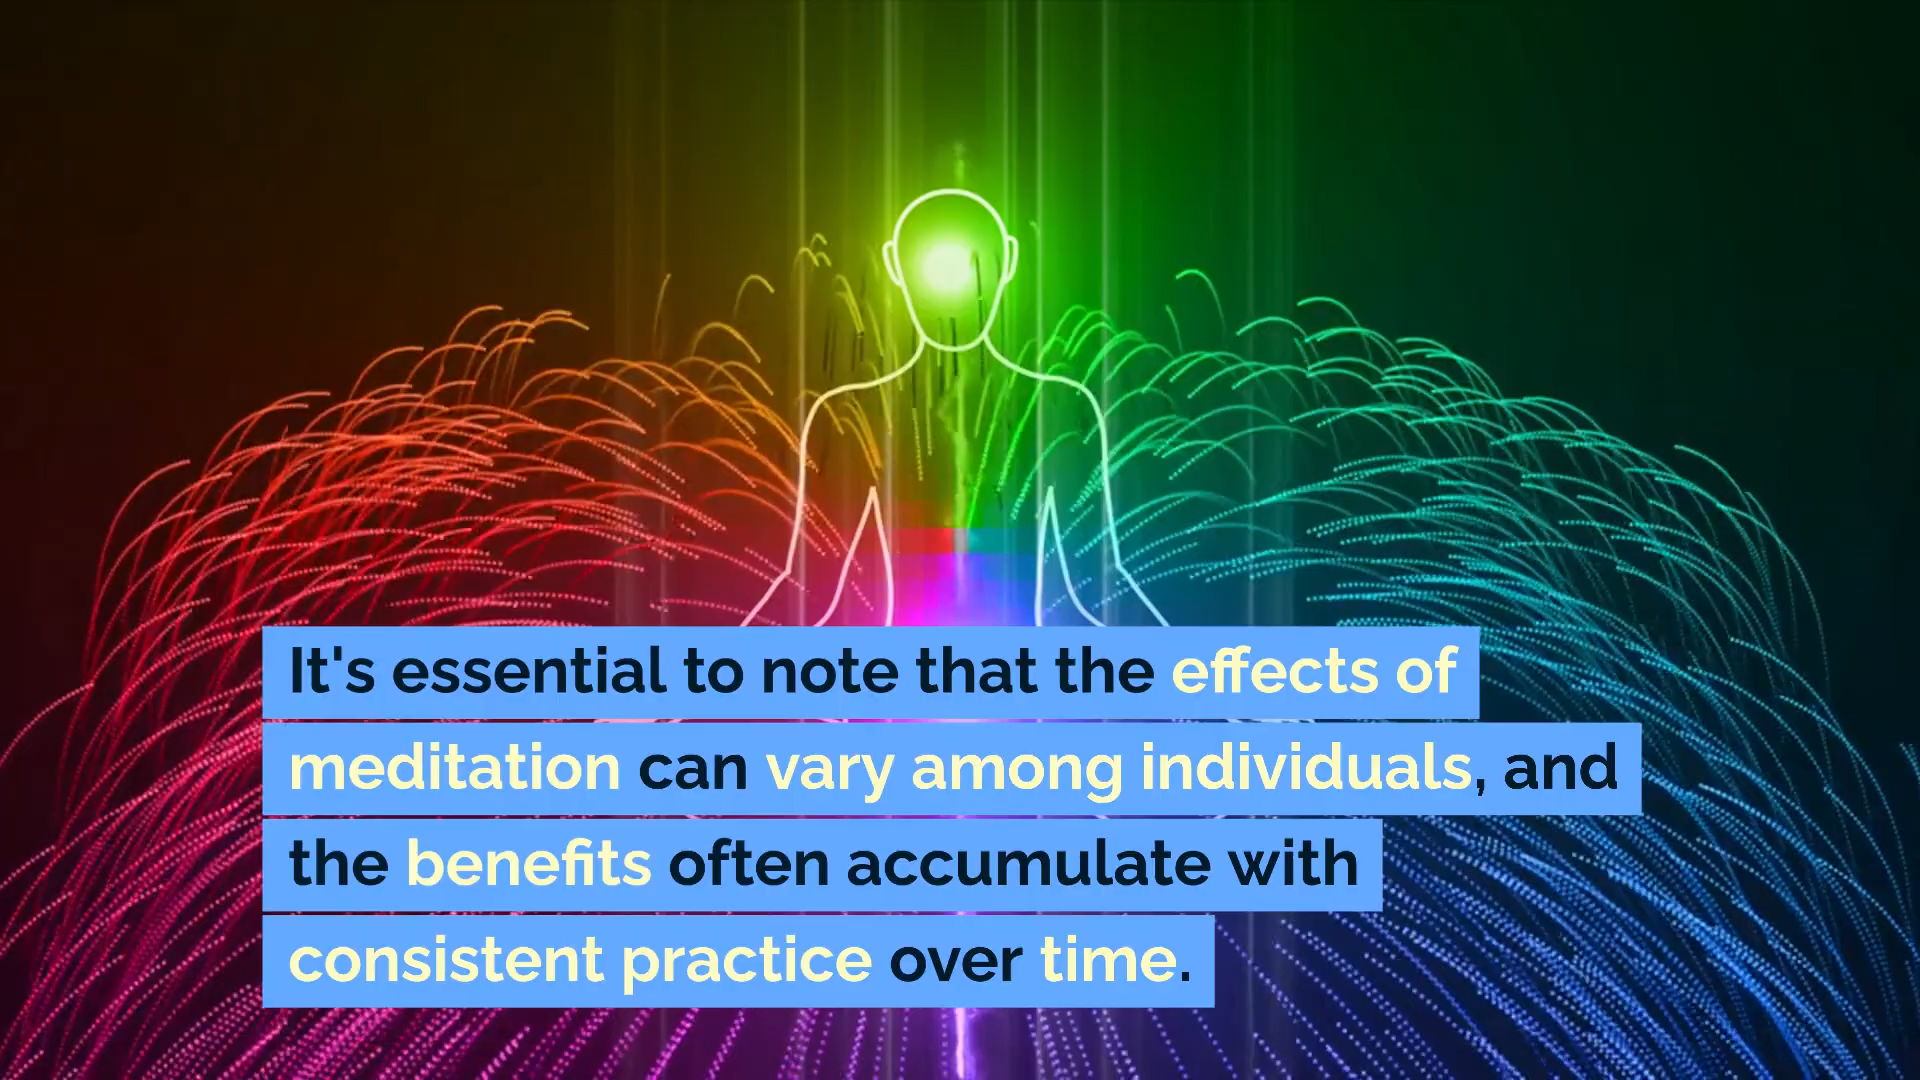 It's essential to note that the effects of
meditation can vary among individuals, and
the benefits often accumulate with
consistent practice over time.